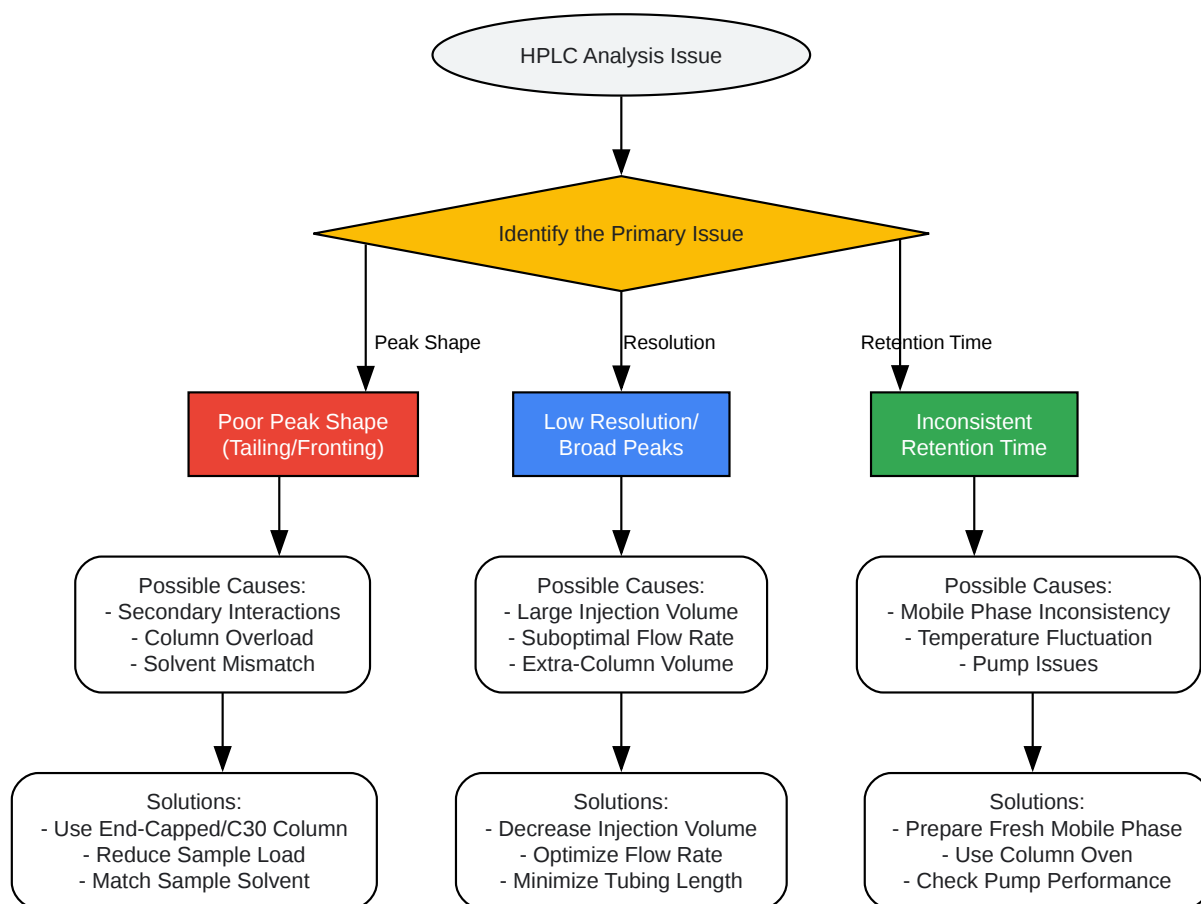 HPLC Analysis Issue
Identify the Primary Issue
Peak Shape
Resolution
Retention Time
Poor Peak Shape
(Tailing/Fronting)
Low Resolution/
Broad Peaks
Inconsistent
Retention Time
Possible Causes:
- Secondary Interactions
- Column Overload
- Solvent Mismatch
Possible Causes:
- Large Injection Volume
- Suboptimal Flow Rate
- Extra-Column Volume
Possible Causes:
- Mobile Phase Inconsistency
- Temperature Fluctuation
- Pump Issues
Solutions:
- Use End-Capped/C30 Column
- Reduce Sample Load
- Match Sample Solvent
Solutions:
- Decrease Injection Volume
- Optimize Flow Rate
- Minimize Tubing Length
Solutions:
- Prepare Fresh Mobile Phase
- Use Column Oven
- Check Pump Performance